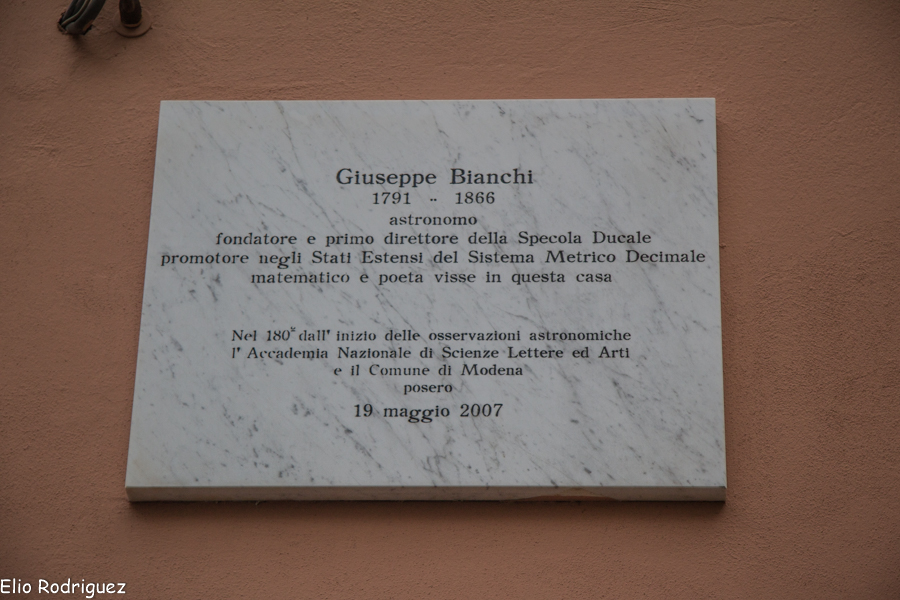 Giuseppe Bianchi
1791 - 1866
astronomo
fondatore e primo direttore della Specola Ducale
promotore negli Stati Estensi del Sistema Metrico Decimale
matematico e poeta visse in questa casa
Nel 180° dall' inizio delle osservazioni astronomiche
l' Accademia Nazionale di Scienze Lettere ed Arti
e il Comune di Modena
posero
19 maggio 2007
Elio Rodriguez